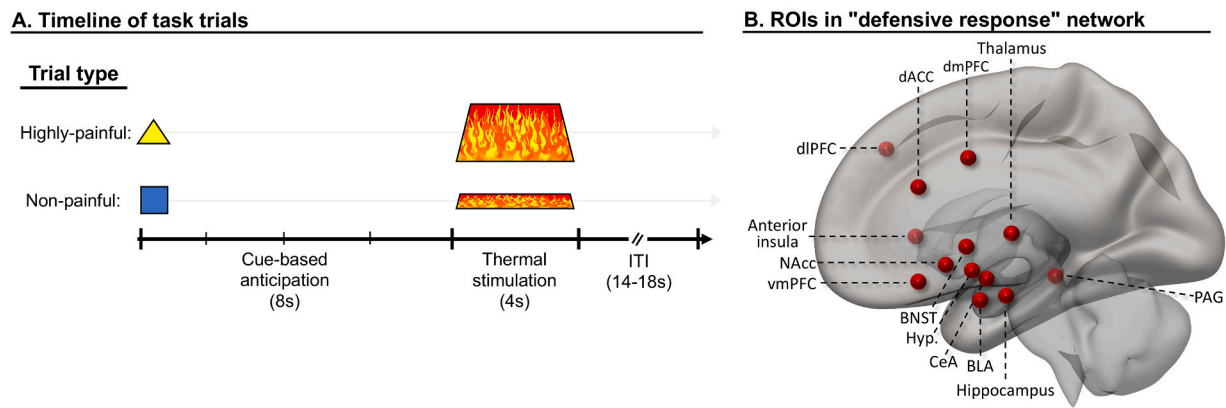 A. Timeline of task trials
Trial type
Highly-painful:
Non-painful:
Cue-based
anticipation
(8s)
Thermal
stimulation
(4s)
ITI
(14-18s)
B. ROIs in "defensive response" network
Thalamus
dmPFC
dACC
dlPFC
Anterior
insula
NAcc
vmPFC
BNST
Hyp.
CeA
BLA
Hippocampus
PAG